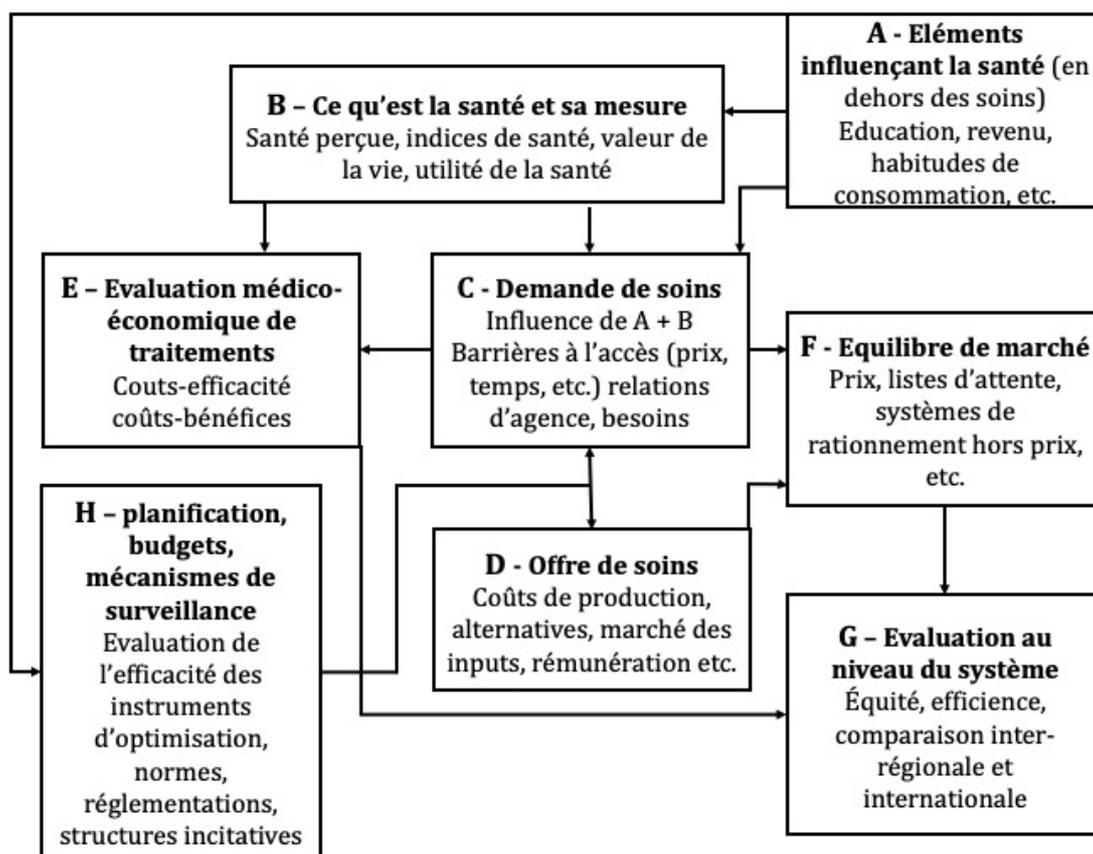 A - Eléments
influençant la santé (en
dehors des soins)
Education, revenu,
habitudes de
consommation, etc.
B – Ce qu'est la santé et sa mesure
Santé perçue, indices de santé, valeur de
la vie, utilité de la santé
E – Evaluation médico-
économique de
traitements
Couts-efficacité
coûts-bénéfices
C - Demande de soins
Influence de A + B
Barrières à l'accès (prix,
temps, etc.) relations
d'agence, besoins
F - Equilibre de marché
Prix, listes d'attente,
systèmes de
rationnement hors prix,
etc.
H – planification,
budgets,
mécanismes de
surveillance
Evaluation de
l'efficacité des
instruments
d'optimisation,
normes,
réglementations,
structures incitatives
D - Offre de soins
Coûts de production,
alternatives, marché des
inputs, rémunération etc.
G – Evaluation au
niveau du système
Équité, efficience,
comparaison inter-
régionale et
internationale